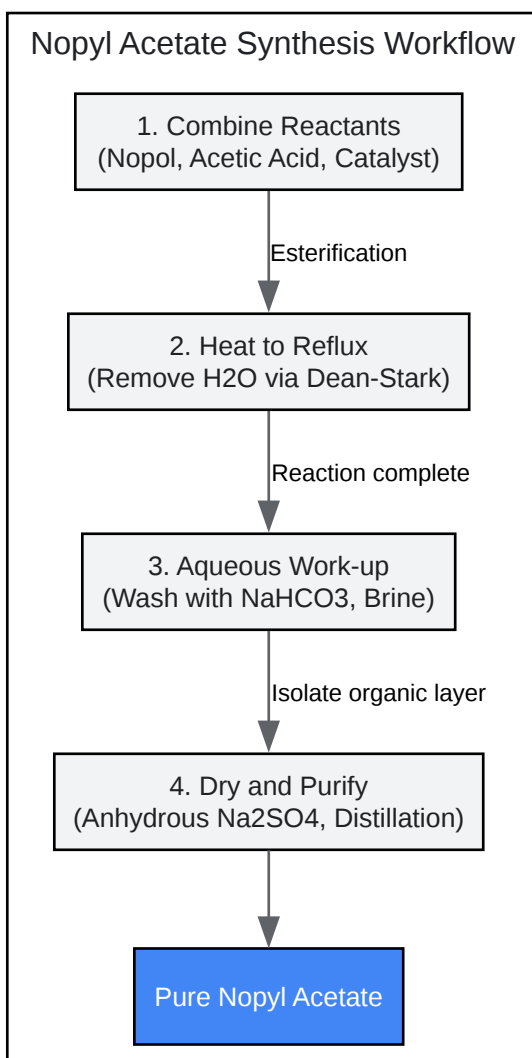 Nopyl Acetate Synthesis Workflow
1. Combine Reactants
(Nopol, Acetic Acid, Catalyst)
Esterification
2. Heat to Reflux
(Remove H2O via Dean-Stark)
Reaction complete
3. Aqueous Work-up
(Wash with NaHCO3, Brine)
Isolate organic layer
4. Dry and Purify
(Anhydrous Na2SO4, Distillation)
Pure Nopyl Acetate